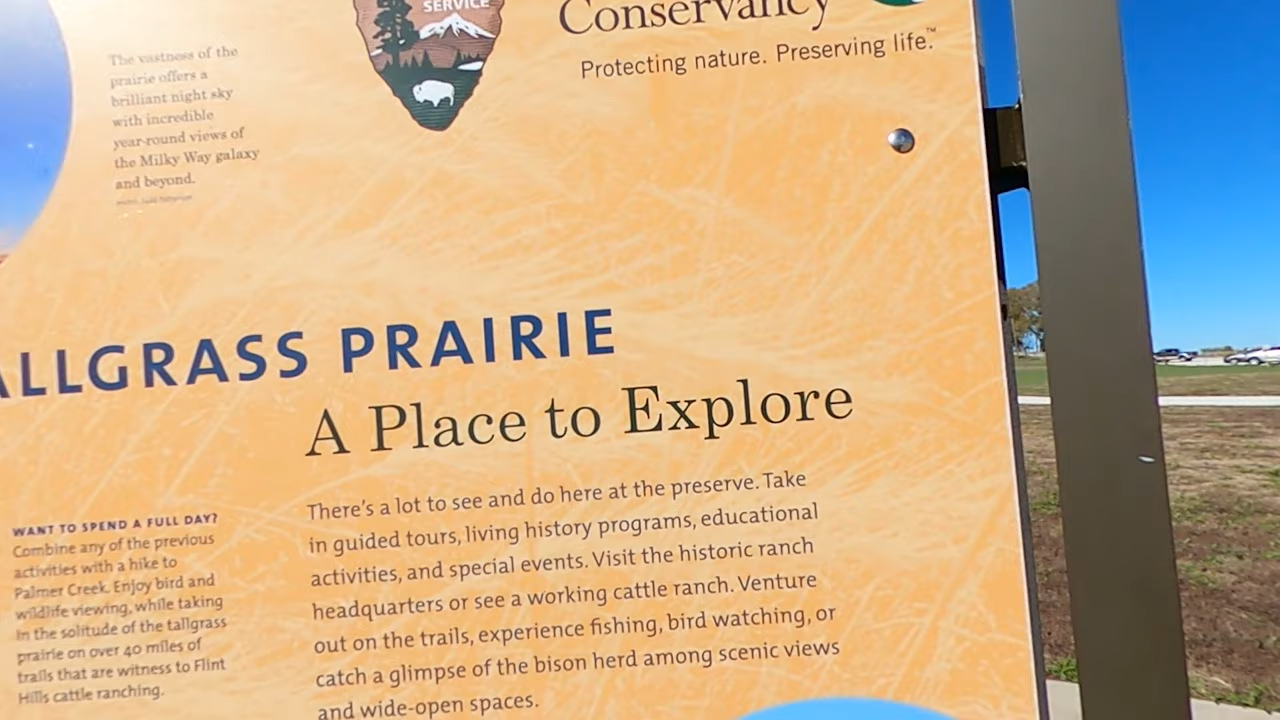 SERVICE
Conservancy
Protecting nature. Preserving life.™
The vastness of the
prairie offers a
brilliant night sky
with incredible
year-round views of
the Milky Way galaxy
and beyond.
ALLGRASS PRAIRIE
A Place to Explore
WANT TO SPEND A FULL DAY?
Combine any of the previous
activities with a hike to
Palmer Creek. Enjoy bird and
wildlife viewing, while taking
in the solitude of the tallgrass
prairie on over 40 miles of
trails that are witness to Flint
Hills cattle ranching.
There's a lot to see and do here at the preserve. Take
in guided tours, living history programs, educational
activities, and special events. Visit the historic ranch
headquarters or see a working cattle ranch. Venture
out on the trails, experience fishing, bird watching, or
catch a glimpse of the bison herd among scenic views
and wide-open spaces.